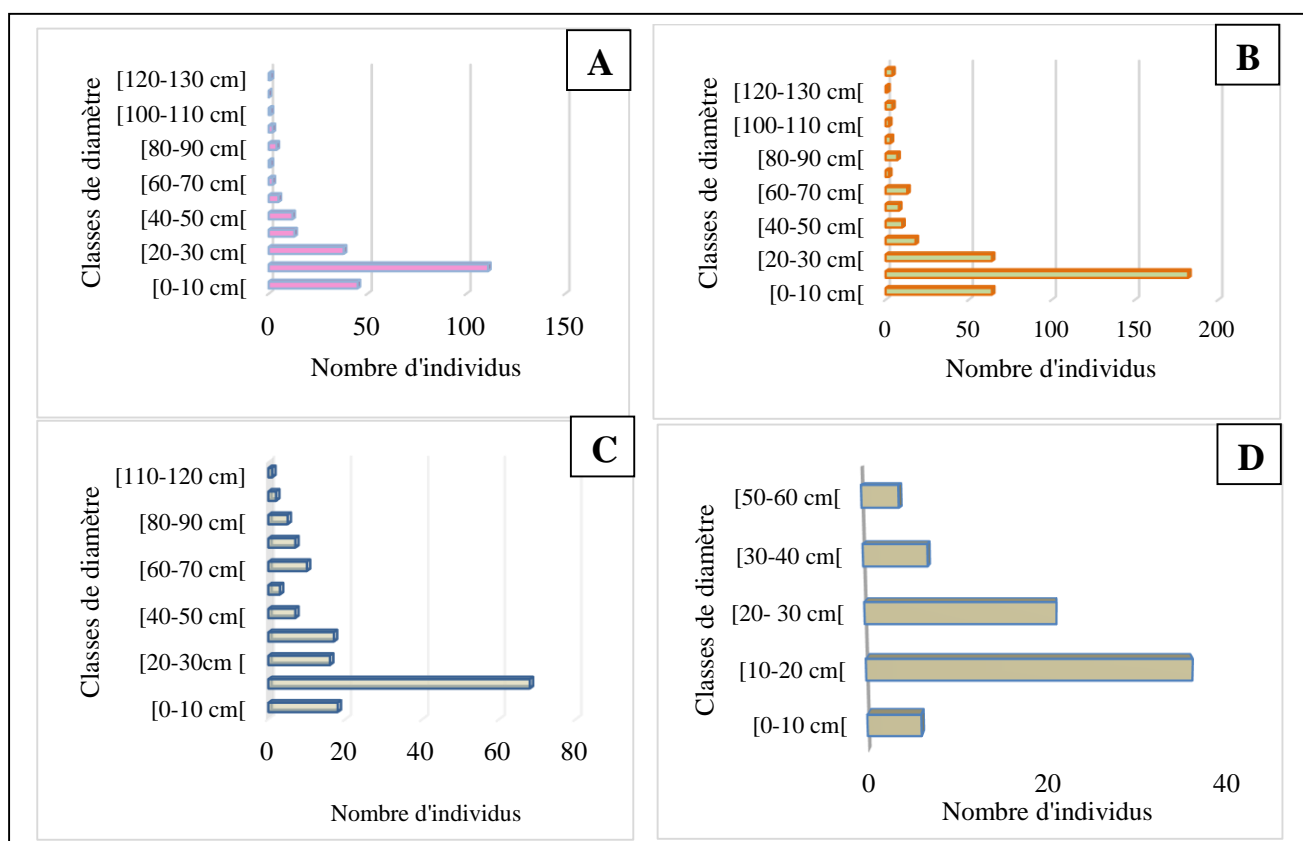 A
Classes de diamètre
[120-130 cm]
[100-110 cm[
[80-90 cm[
[60-70 cm[
[40-50 cm[
[20-30 cm[
[0-10 cm[
0 50 100 150
Nombre d'individus
B
Classes de diamètre
[120-130 cm[
[100-110 cm[
[80-90 cm[
[60-70 cm[
[40-50 cm[
[20-30 cm[
[0-10 cm[
0 50 100 150 200
Nombre d'individus
C
Classes de diamètre
[110-120 cm]
[80-90 cm[
[60-70 cm[
[40-50 cm[
[20-30cm [
[0-10 cm[
0 20 40 60 80
Nombre d'individus
D
Classes de diamètre
[50-60 cm[
[30-40 cm[
[20- 30 cm[
[10-20 cm[
[0-10 cm[
0 20 40
Nombre d'individus